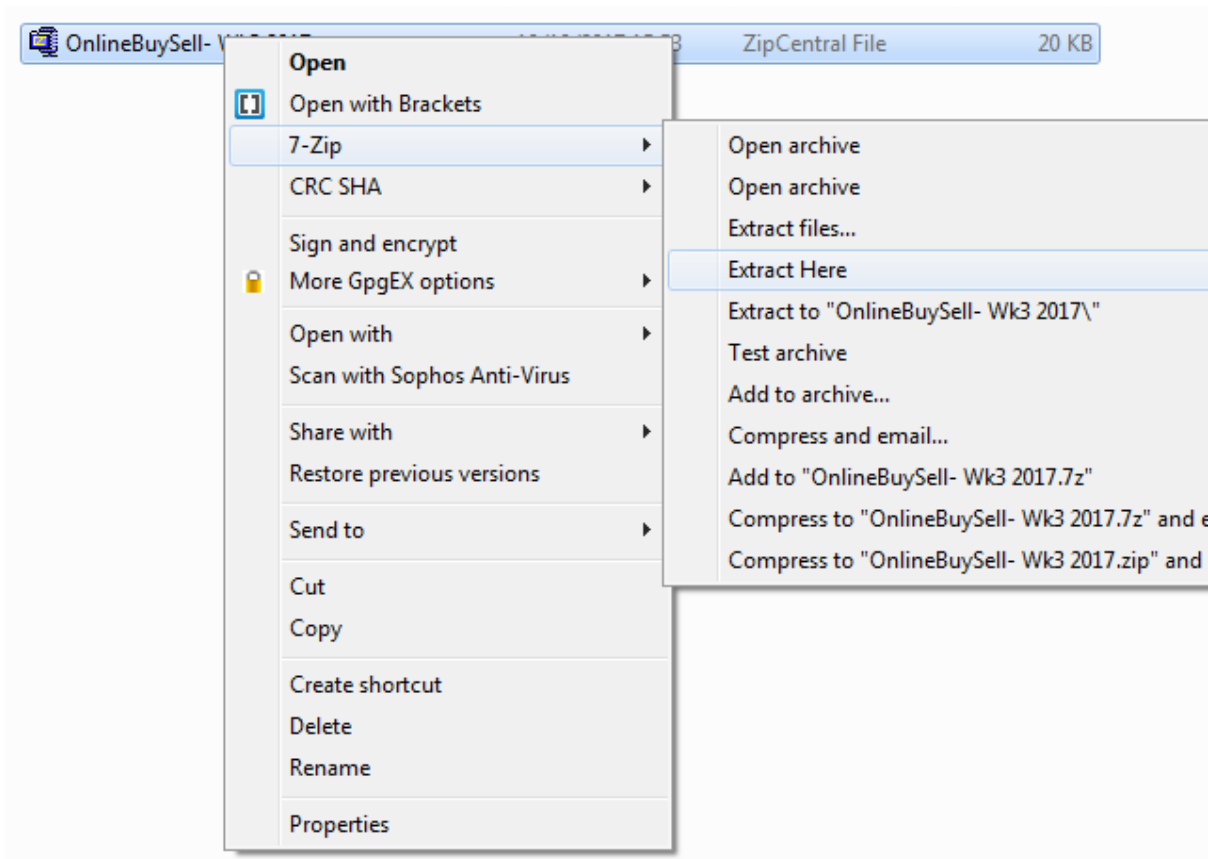 OnlineBuySell- ZipCentral File 20 KB
Open
Open with Brackets
7-Zip
CRC SHA
Sign and encrypt
More GpgEX options
Open with
Scan with Sophos Anti-Virus
Share with
Restore previous versions
Send to
Cut
Copy
Create shortcut
Delete
Rename
Properties
Open archive
Open archive
Extract files...
Extract Here
Extract to "OnlineBuySell- Wk3 2017\"
Test archive
Add to archive...
Compress and email...
Add to "OnlineBuySell- Wk3 2017.7z"
Compress to "OnlineBuySell- Wk3 2017.7z" and e
Compress to "OnlineBuySell- Wk3 2017.zip" and